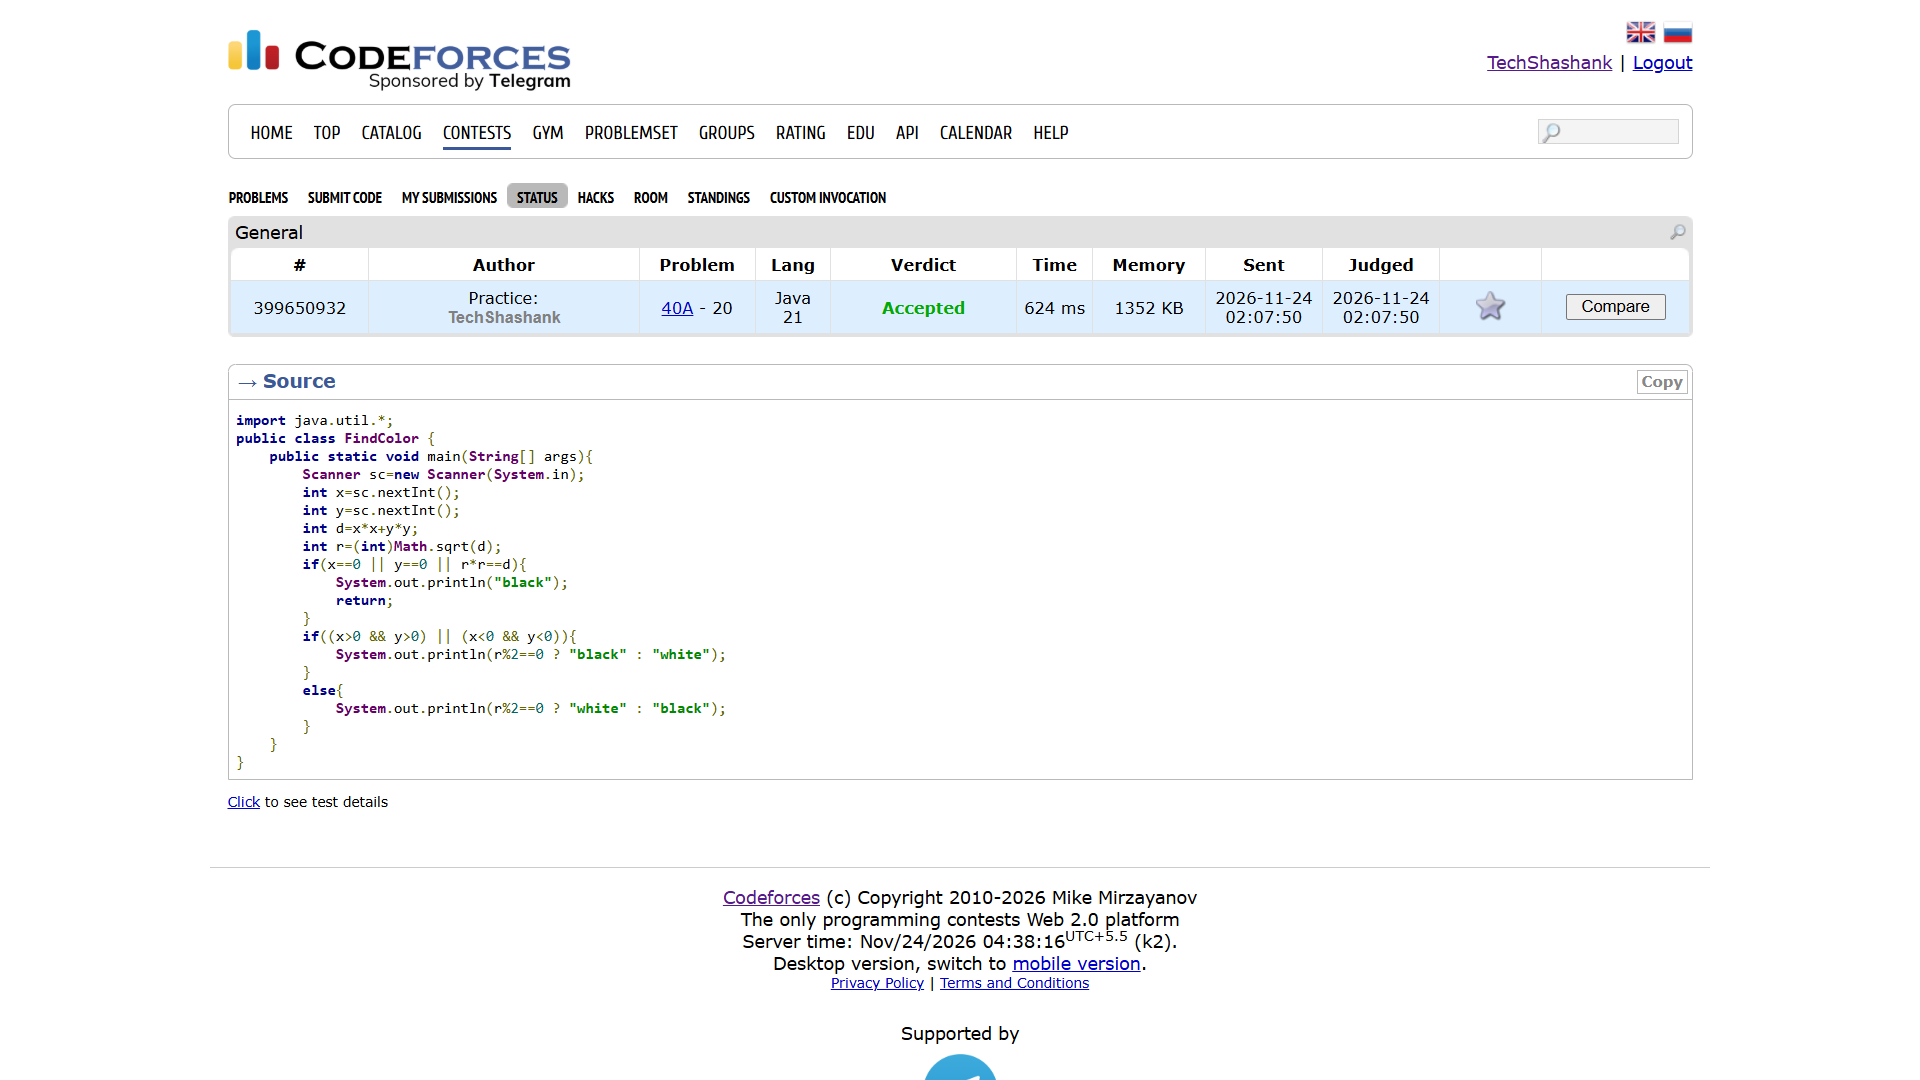 CODEFORCES
Sponsored by Telegram
TechShashank | Logout
HOME TOP CATALOG CONTESTS GYM PROBLEMSET GROUPS RATING EDU API CALENDAR HELP
PROBLEMS SUBMIT CODE MY SUBMISSIONS STATUS HACKS ROOM STANDINGS CUSTOM INVOCATION
General
# Author Problem Lang Verdict Time Memory Sent Judged
399650932 Practice: TechShashank 40A - 20 Java 21 Accepted 624 ms 1352 KB 2026-11-24 02:07:50 2026-11-24 02:07:50 Compare
→ Source Copy
import java.util.*;
public class FindColor {
    public static void main(String[] args){
        Scanner sc=new Scanner(System.in);
        int x=sc.nextInt();
        int y=sc.nextInt();
        int d=x*x+y*y;
        int r=(int)Math.sqrt(d);
        if(x==0 || y==0 || r*r==d){
            System.out.println("black");
            return;
        }
        if((x>0 && y>0) || (x<0 && y<0)){
            System.out.println(r%2==0 ? "black" : "white");
        }
        else{
            System.out.println(r%2==0 ? "white" : "black");
        }
    }
}
Click to see test details
Codeforces (c) Copyright 2010-2026 Mike Mirzayanov
The only programming contests Web 2.0 platform
Server time: Nov/24/2026 04:38:16UTC+5.5 (k2).
Desktop version, switch to mobile version.
Privacy Policy | Terms and Conditions
Supported by